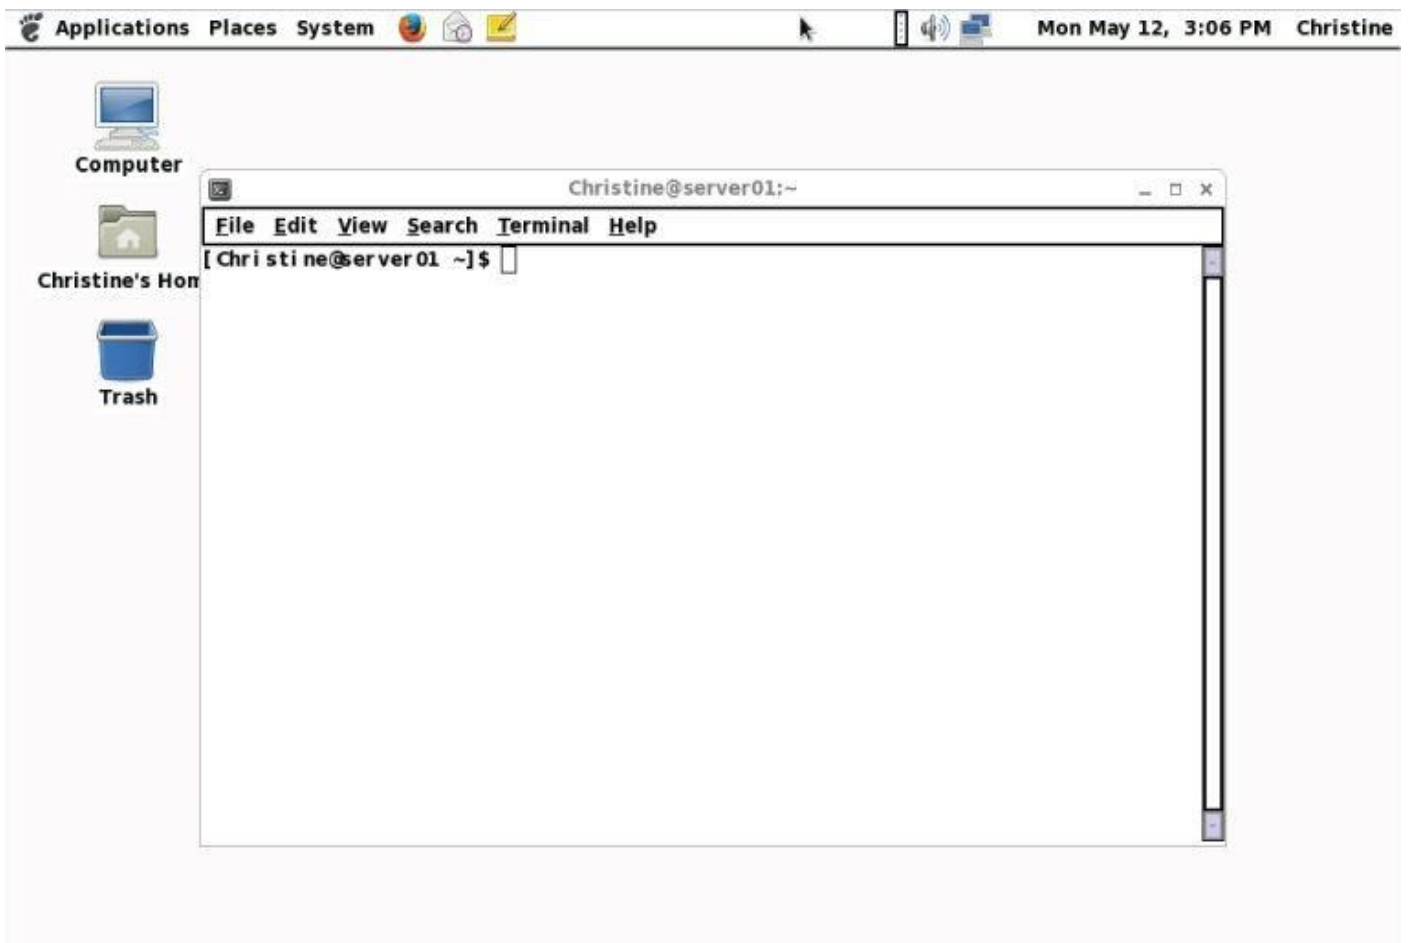 Applications Places System Mon May 12, 3:06 PM Christine
Computer
Christine@server01:~
File Edit View Search Terminal Help
[Christine@server01 ~]$
Christine's Hom
Trash